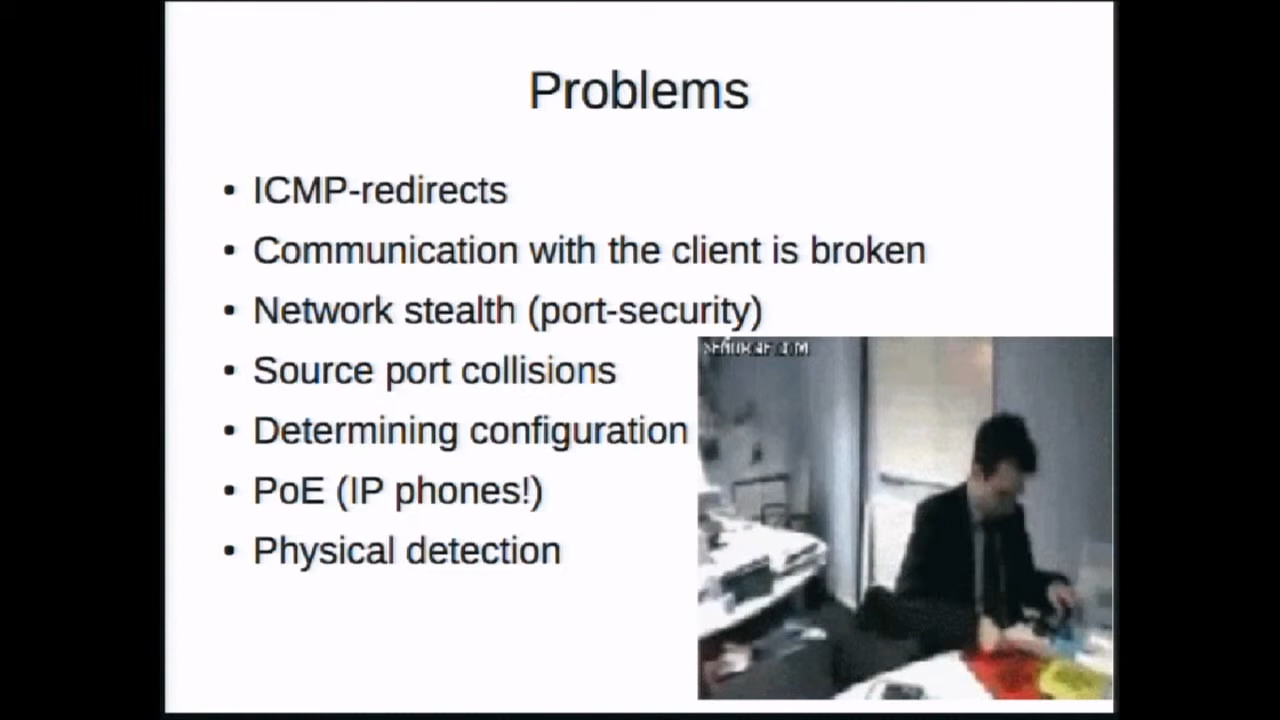 Problems
ICMP-redirects
Communication with the client is broken
Network stealth (port-security)
Source port collisions
Determining configuration
PoE (IP phones!)
Physical detection